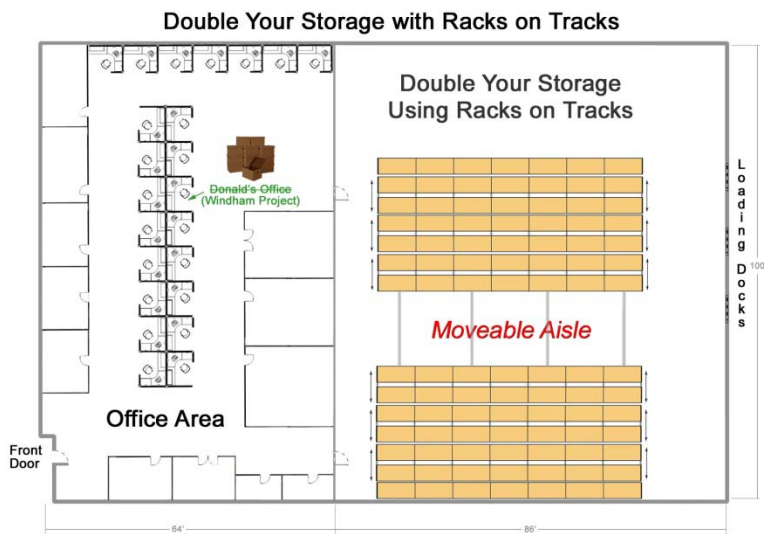 Double Your Storage with Racks on Tracks
Double Your Storage
Using Racks on Tracks
Donald's Office
(Windham Project)
Loading Docks
100'
Moveable Aisle
Office Area
Front
Door
64'
86'